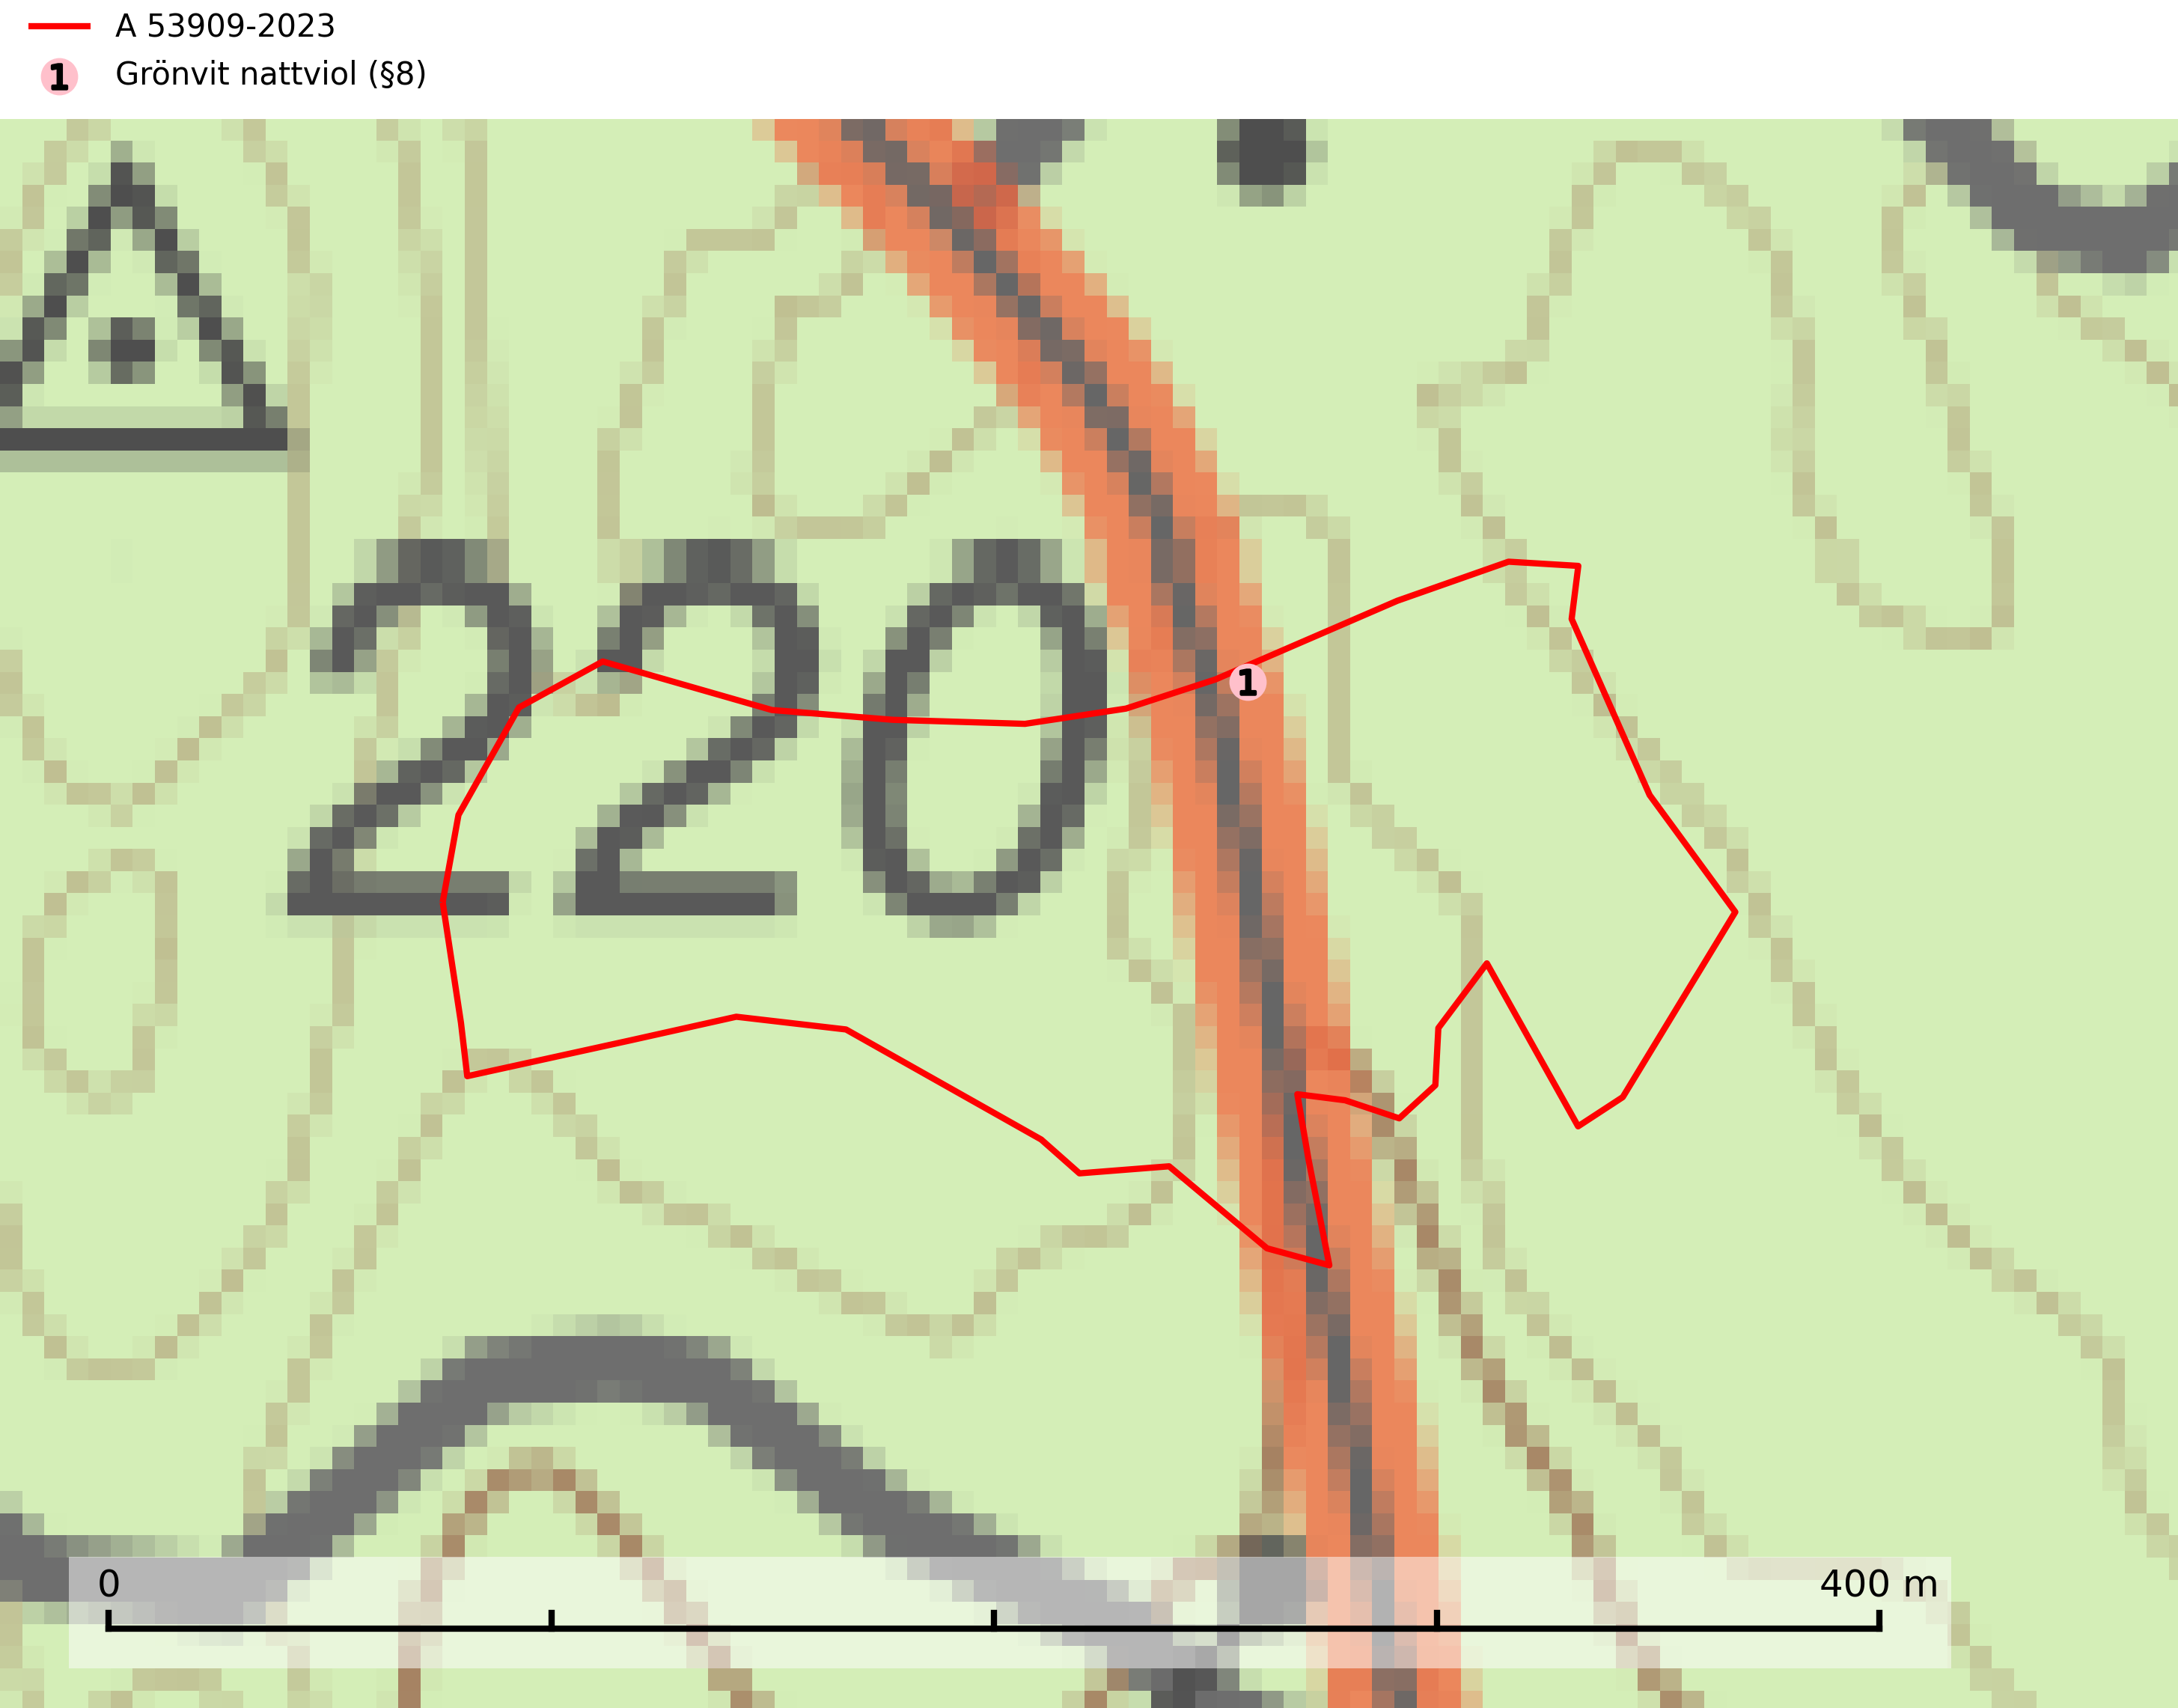 A 53909-2023
1 Grönvit nattviol (§8)
220
1
0 400 m